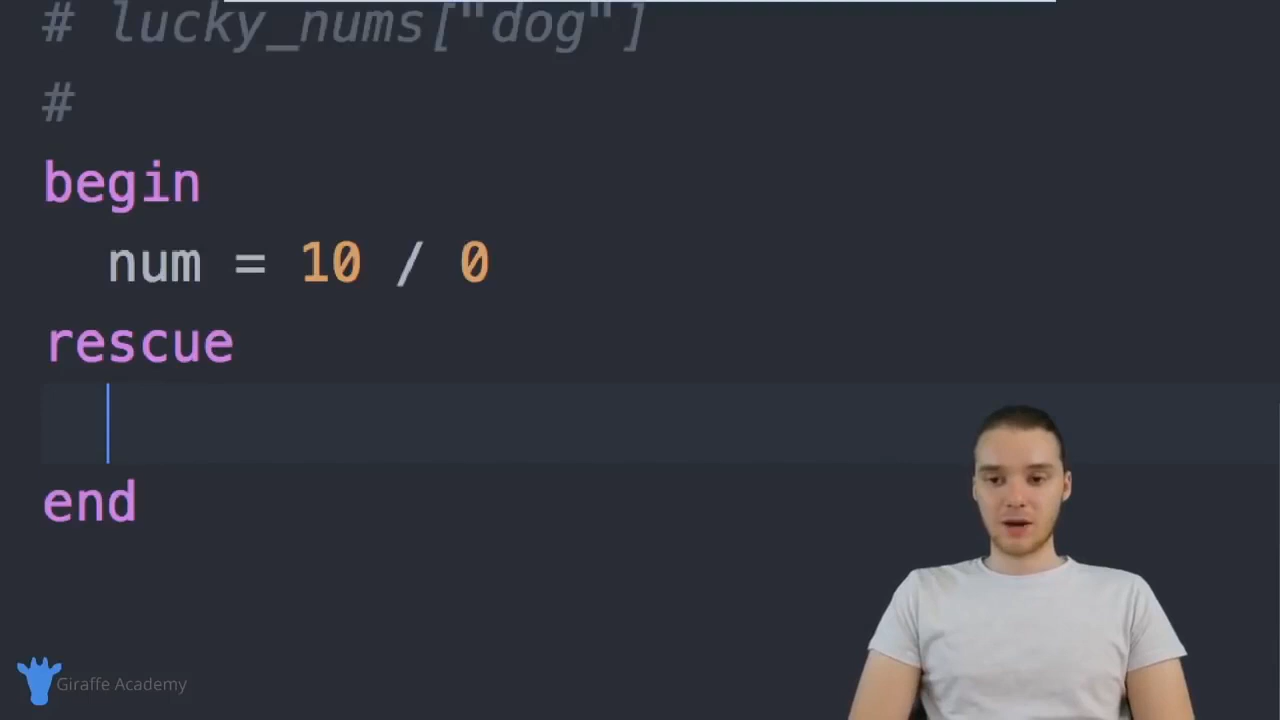 # lucky_nums["dog"]
#
begin
  num = 10 / 0
rescue
end
Giraffe Academy